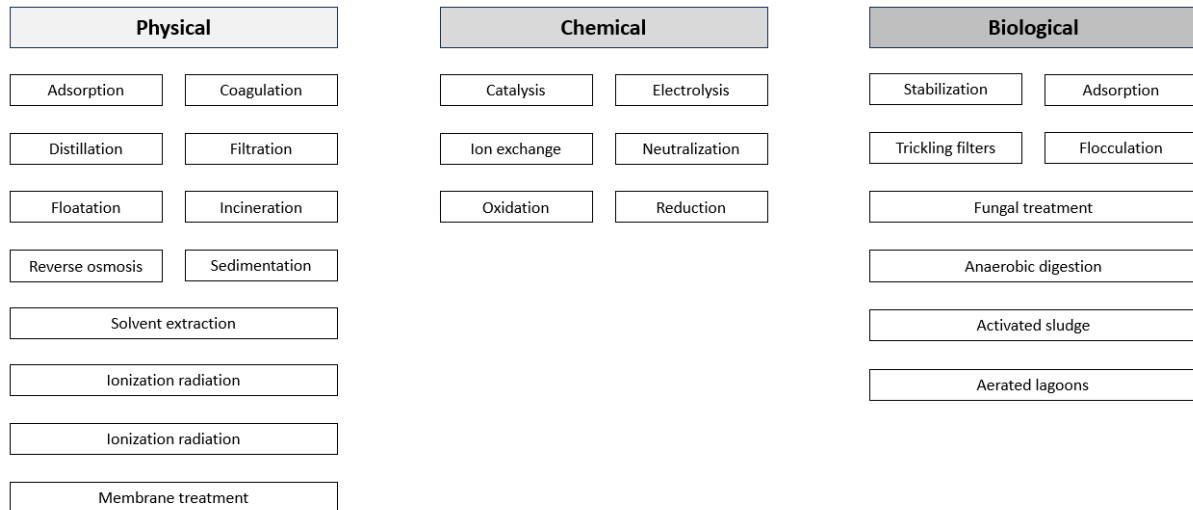 Physical
Adsorption
Coagulation
Distillation
Filtration
Floatation
Incineration
Reverse osmosis
Sedimentation
Solvent extraction
Ionization radiation
Ionization radiation
Membrane treatment
Chemical
Catalysis
Electrolysis
Ion exchange
Neutralization
Oxidation
Reduction
Biological
Stabilization
Adsorption
Trickling filters
Flocculation
Fungal treatment
Anaerobic digestion
Activated sludge
Aerated lagoons